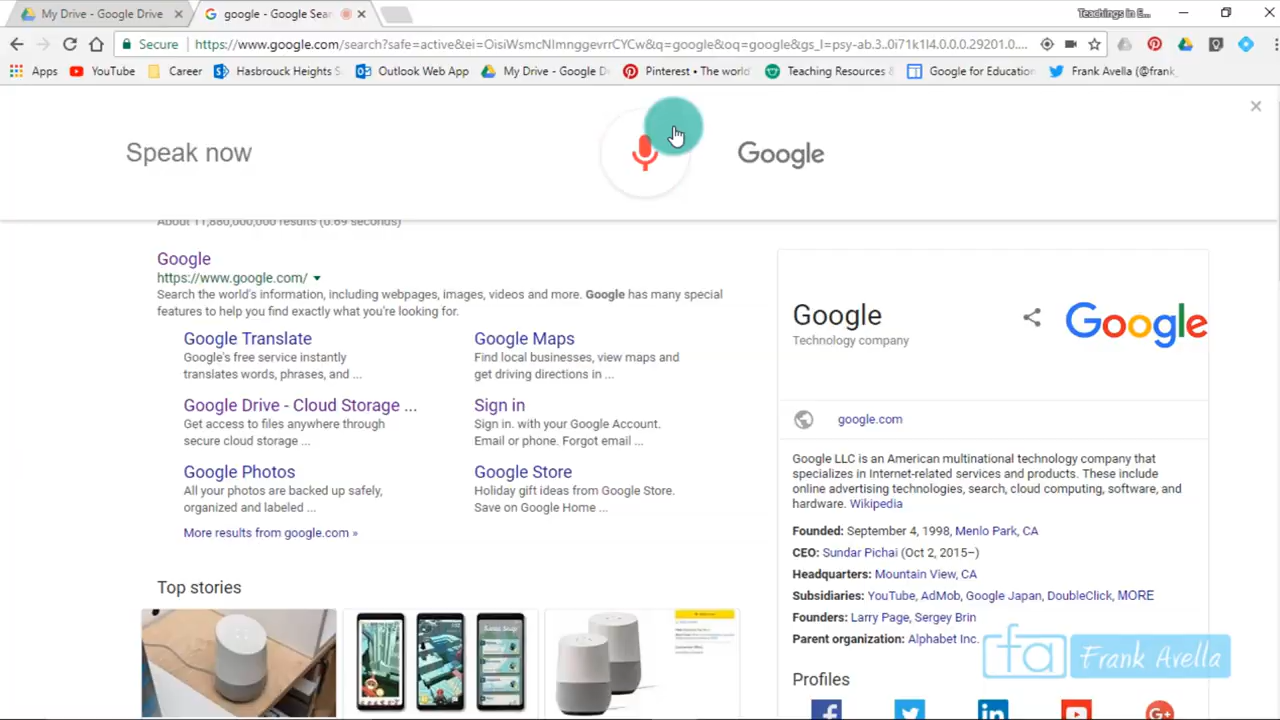 My Drive - Google Drive
google - Google Sear
Teachings in E...
Secure
https://www.google.com/search?safe=active&ei=OisiWsmcNImnggevrrCYCw&q=google&oq=google&gs_l=psy-ab.3..0i71k1l4.0.0.0.29201.0....
Apps
YouTube
Career
Hasbrouck Heights S
Outlook Web App
My Drive - Google D
Pinterest • The world
Teaching Resources &
Google for Education
Frank Avella (@frank_
Speak now
Google
About 11,880,000,000 results (0.69 seconds)
Google
https://www.google.com/
Search the world's information, including webpages, images, videos and more. Google has many special
features to help you find exactly what you're looking for.
Google Translate
Google's free service instantly
translates words, phrases, and ...
Google Maps
Find local businesses, view maps and
get driving directions in ...
Google Drive - Cloud Storage ...
Get access to files anywhere through
secure cloud storage ...
Sign in
Sign in. with your Google Account.
Email or phone. Forgot email ...
Google Photos
All your photos are backed up safely,
organized and labeled ...
Google Store
Holiday gift ideas from Google Store.
Save on Google Home ...
More results from google.com »
Top stories
Google
Technology company
Google
google.com
Google LLC is an American multinational technology company that
specializes in Internet-related services and products. These include
online advertising technologies, search, cloud computing, software, and
hardware. Wikipedia
Founded: September 4, 1998, Menlo Park, CA
CEO: Sundar Pichai (Oct 2, 2015–)
Headquarters: Mountain View, CA
Subsidiaries: YouTube, AdMob, Google Japan, DoubleClick, MORE
Founders: Larry Page, Sergey Brin
Parent organization: Alphabet Inc.
Profiles
fa
Frank Avella